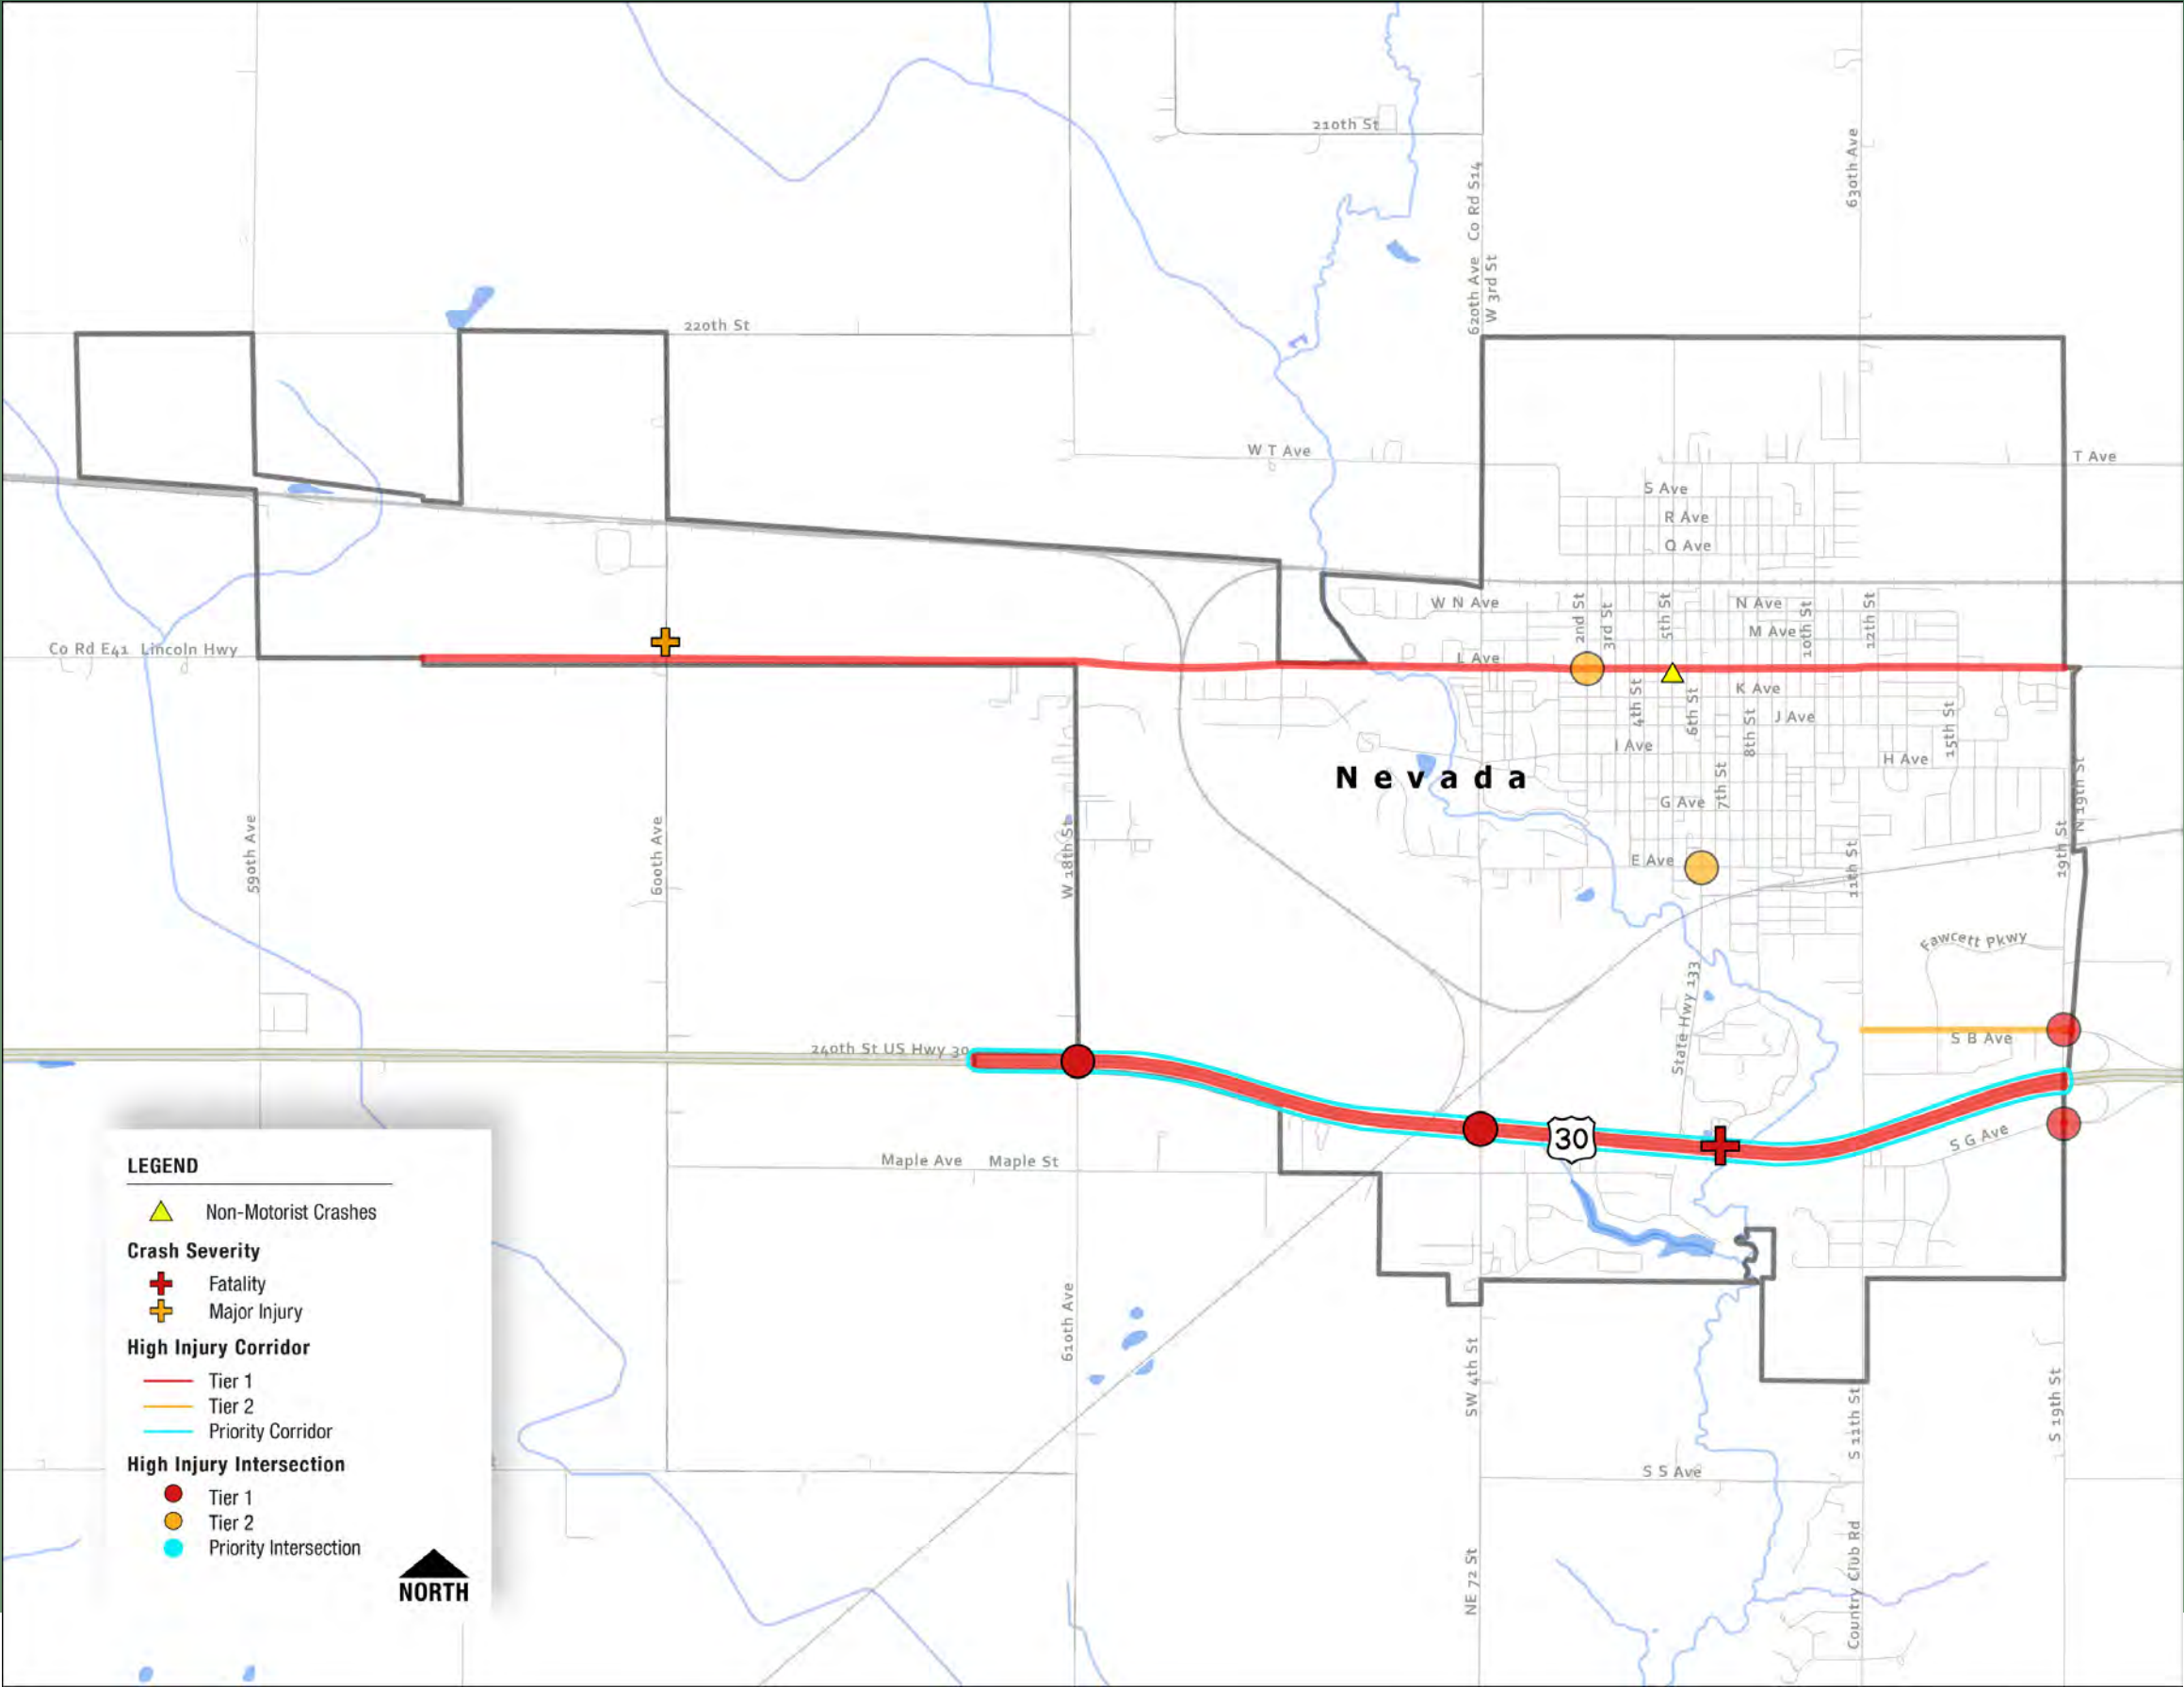 210th St
630th Ave
620th Ave Co Rd S14
W 3rd St
220th St
W T Ave
T Ave
S Ave
R Ave
Q Ave
W N Ave
2nd St
3rd St
5th St
N Ave
M Ave
10th St
12th St
Co Rd E41 Lincoln Hwy
L Ave
K Ave
4th St
6th St
8th St
J Ave
15th St
I Ave
H Ave
Nevada
7th St
G Ave
N 19th St
590th Ave
600th Ave
W 18th St
E Ave
11th St
19th St
Fawcett Pkwy
State Hwy 133
S B Ave
240th St US Hwy 30
30
S G Ave
Maple Ave Maple St
610th Ave
SW 4th St
S 11th St
S 19th St
S S Ave
NE 72 St
Country Club Rd
LEGEND
Non-Motorist Crashes
Crash Severity
Fatality
Major Injury
High Injury Corridor
Tier 1
Tier 2
Priority Corridor
High Injury Intersection
Tier 1
Tier 2
Priority Intersection
NORTH